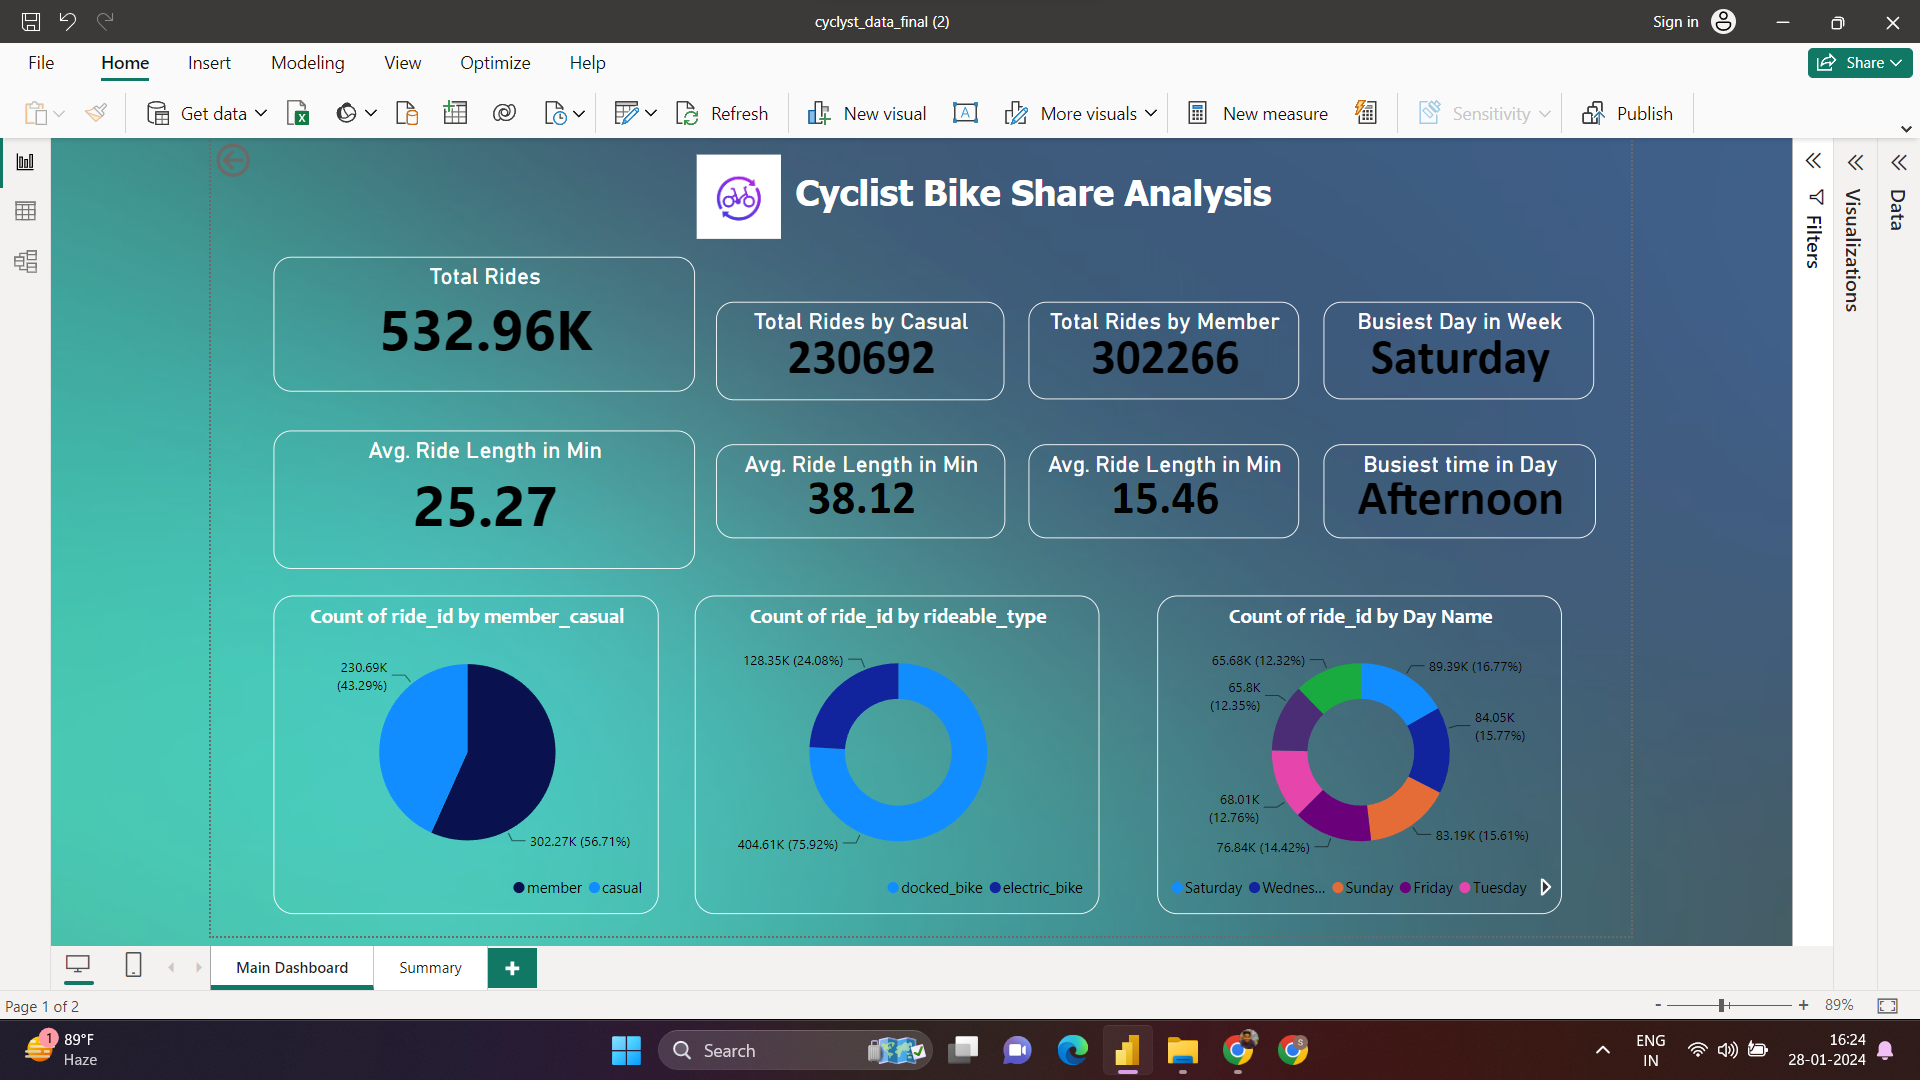 cyclyst_data_final (2)
Sign in
File
Home
Insert
Modeling
View
Optimize
Help
Share
Get data
Refresh
New visual
A
More visuals
New measure
Sensitivity
Publish
Cyclist Bike Share Analysis
Total Rides
532.96K
Total Rides by Casual
230692
Total Rides by Member
302266
Busiest Day in Week
Saturday
Avg. Ride Length in Min
25.27
Avg. Ride Length in Min
38.12
Avg. Ride Length in Min
15.46
Busiest time in Day
Afternoon
Count of ride_id by member_casual
230.69K
(43.29%)
302.27K (56.71%)
member
casual
Count of ride_id by rideable_type
128.35K (24.08%)
404.61K (75.92%)
docked_bike
electric_bike
Count of ride_id by Day Name
65.68K (12.32%)
89.39K (16.77%)
65.8K
(12.35%)
84.05K
(15.77%)
68.01K
(12.76%)
83.19K (15.61%)
76.84K (14.42%)
Saturday
Wednes...
Sunday
Friday
Tuesday
Filters
Visualizations
Data
Main Dashboard
Summary
+
Page 1 of 2
-
+
89%
1
89°F
Haze
Search
S
ENG
IN
16:24
28-01-2024